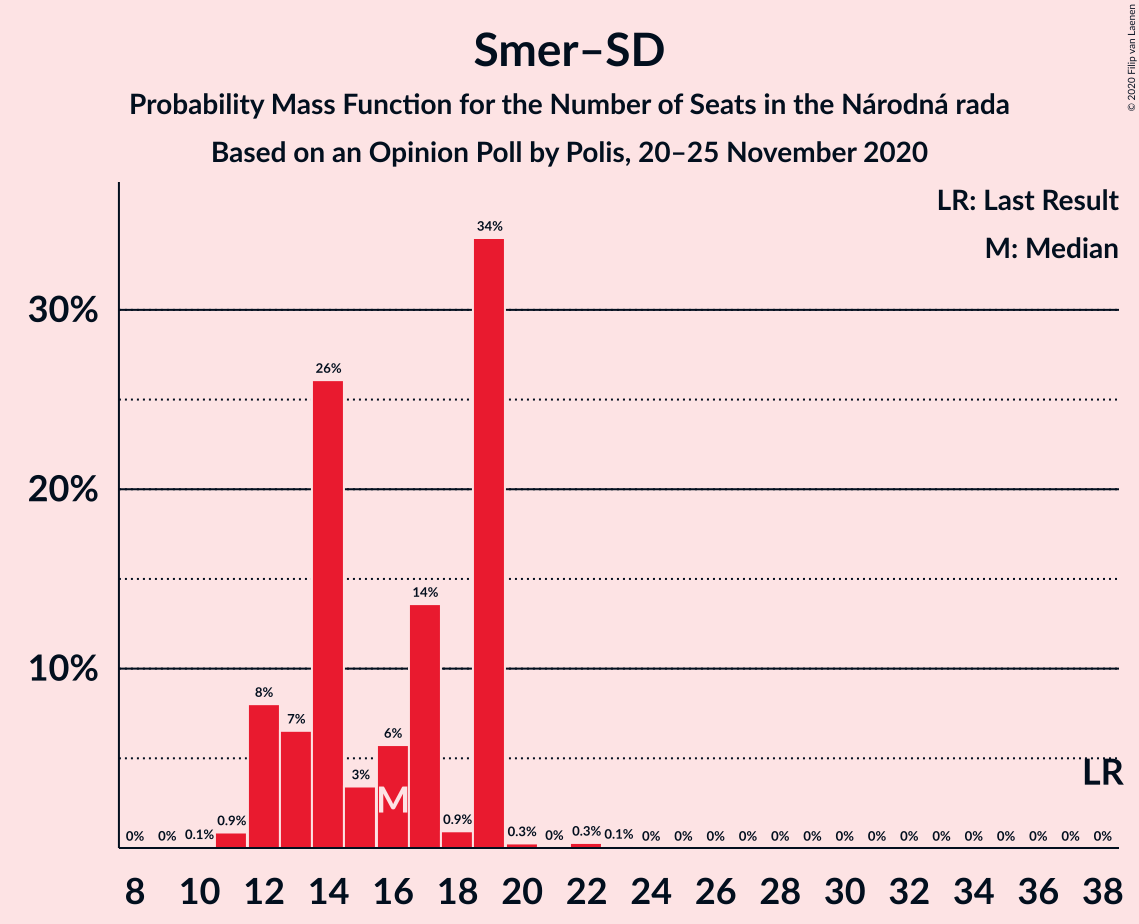 Smer–SD
Probability Mass Function for the Number of Seats in the Národná rada
Based on an Opinion Poll by Polis, 20–25 November 2020
© 2020 Filip van Laenen
LR: Last Result
M: Median
34%
30%
26%
20%
14%
10%
8%
7%
6%
3%
M
LR
0% 0% 0.1% 0.9% 0.9% 0.3% 0% 0.3% 0.1% 0% 0% 0% 0% 0% 0% 0% 0% 0% 0% 0% 0% 0% 0% 0%
8 10 12 14 16 18 20 22 24 26 28 30 32 34 36 38